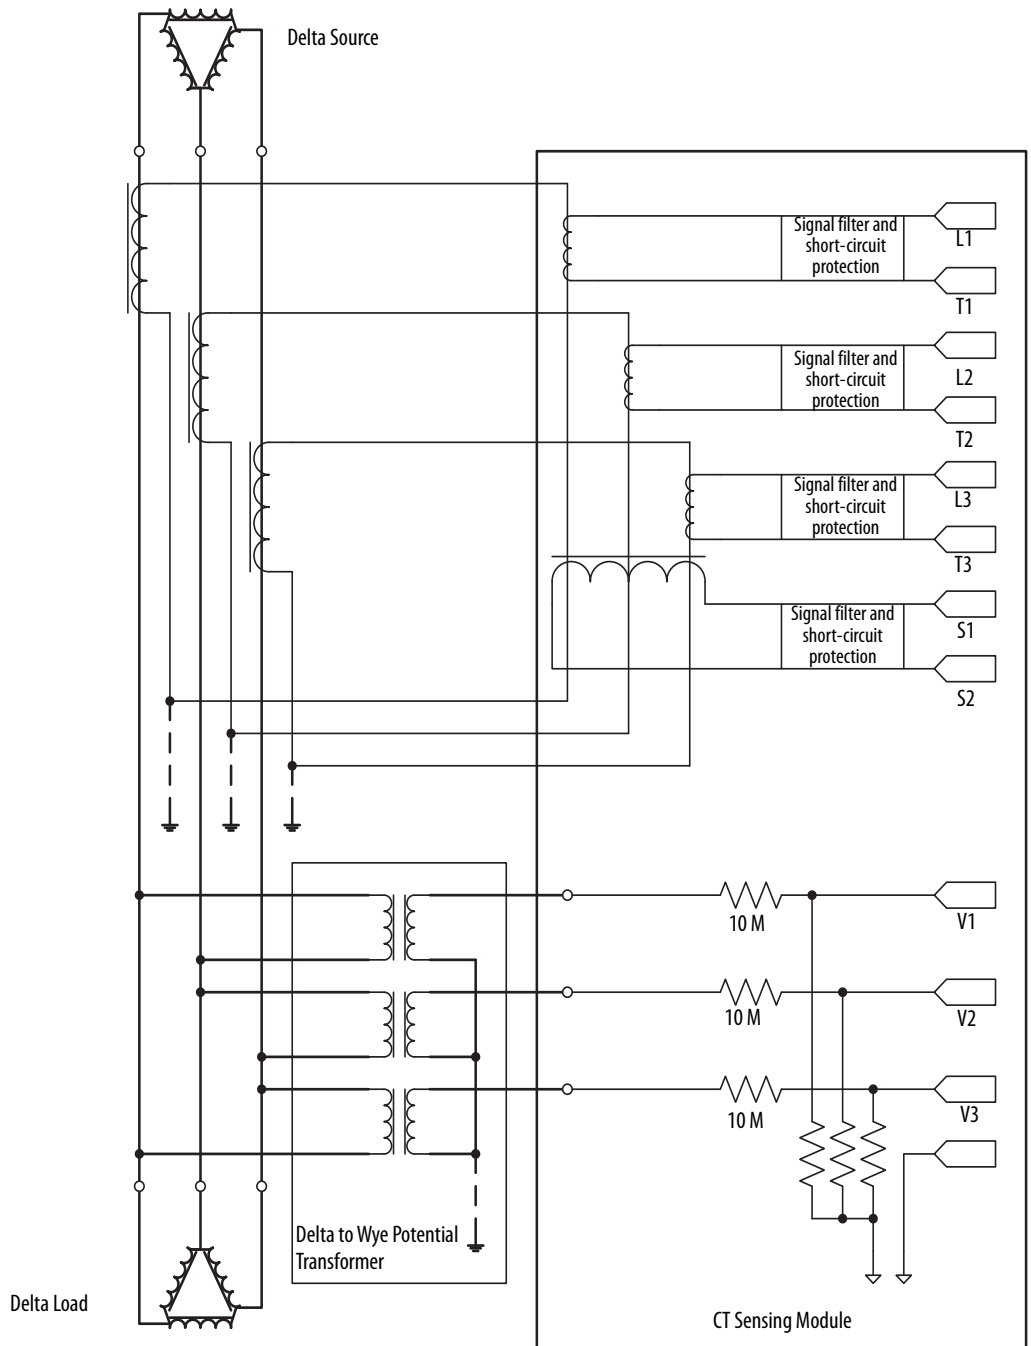 Delta Source
Signal filter and
short-circuit
protection
L1
T1
Signal filter and
short-circuit
protection
L2
T2
Signal filter and
short-circuit
protection
L3
T3
Signal filter and
short-circuit
protection
S1
S2
10 M
V1
10 M
V2
10 M
V3
Delta to Wye Potential
Transformer
Delta Load
CT Sensing Module